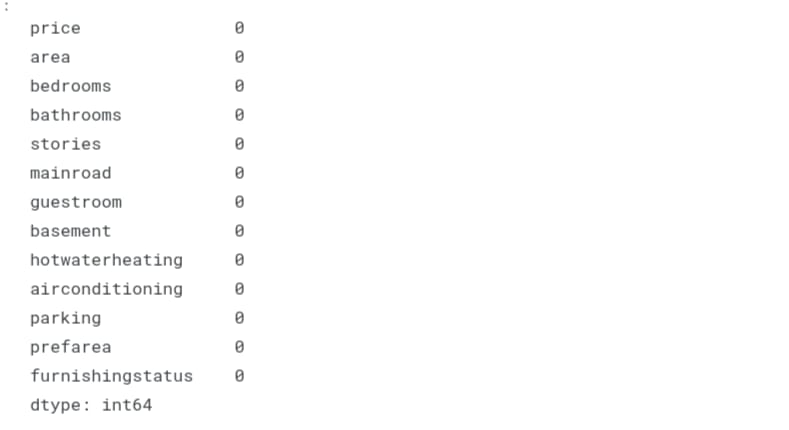 :
price 0
area 0
bedrooms 0
bathrooms 0
stories 0
mainroad 0
guestroom 0
basement 0
hotwaterheating 0
airconditioning 0
parking 0
prefarea 0
furnishingstatus 0
dtype: int64